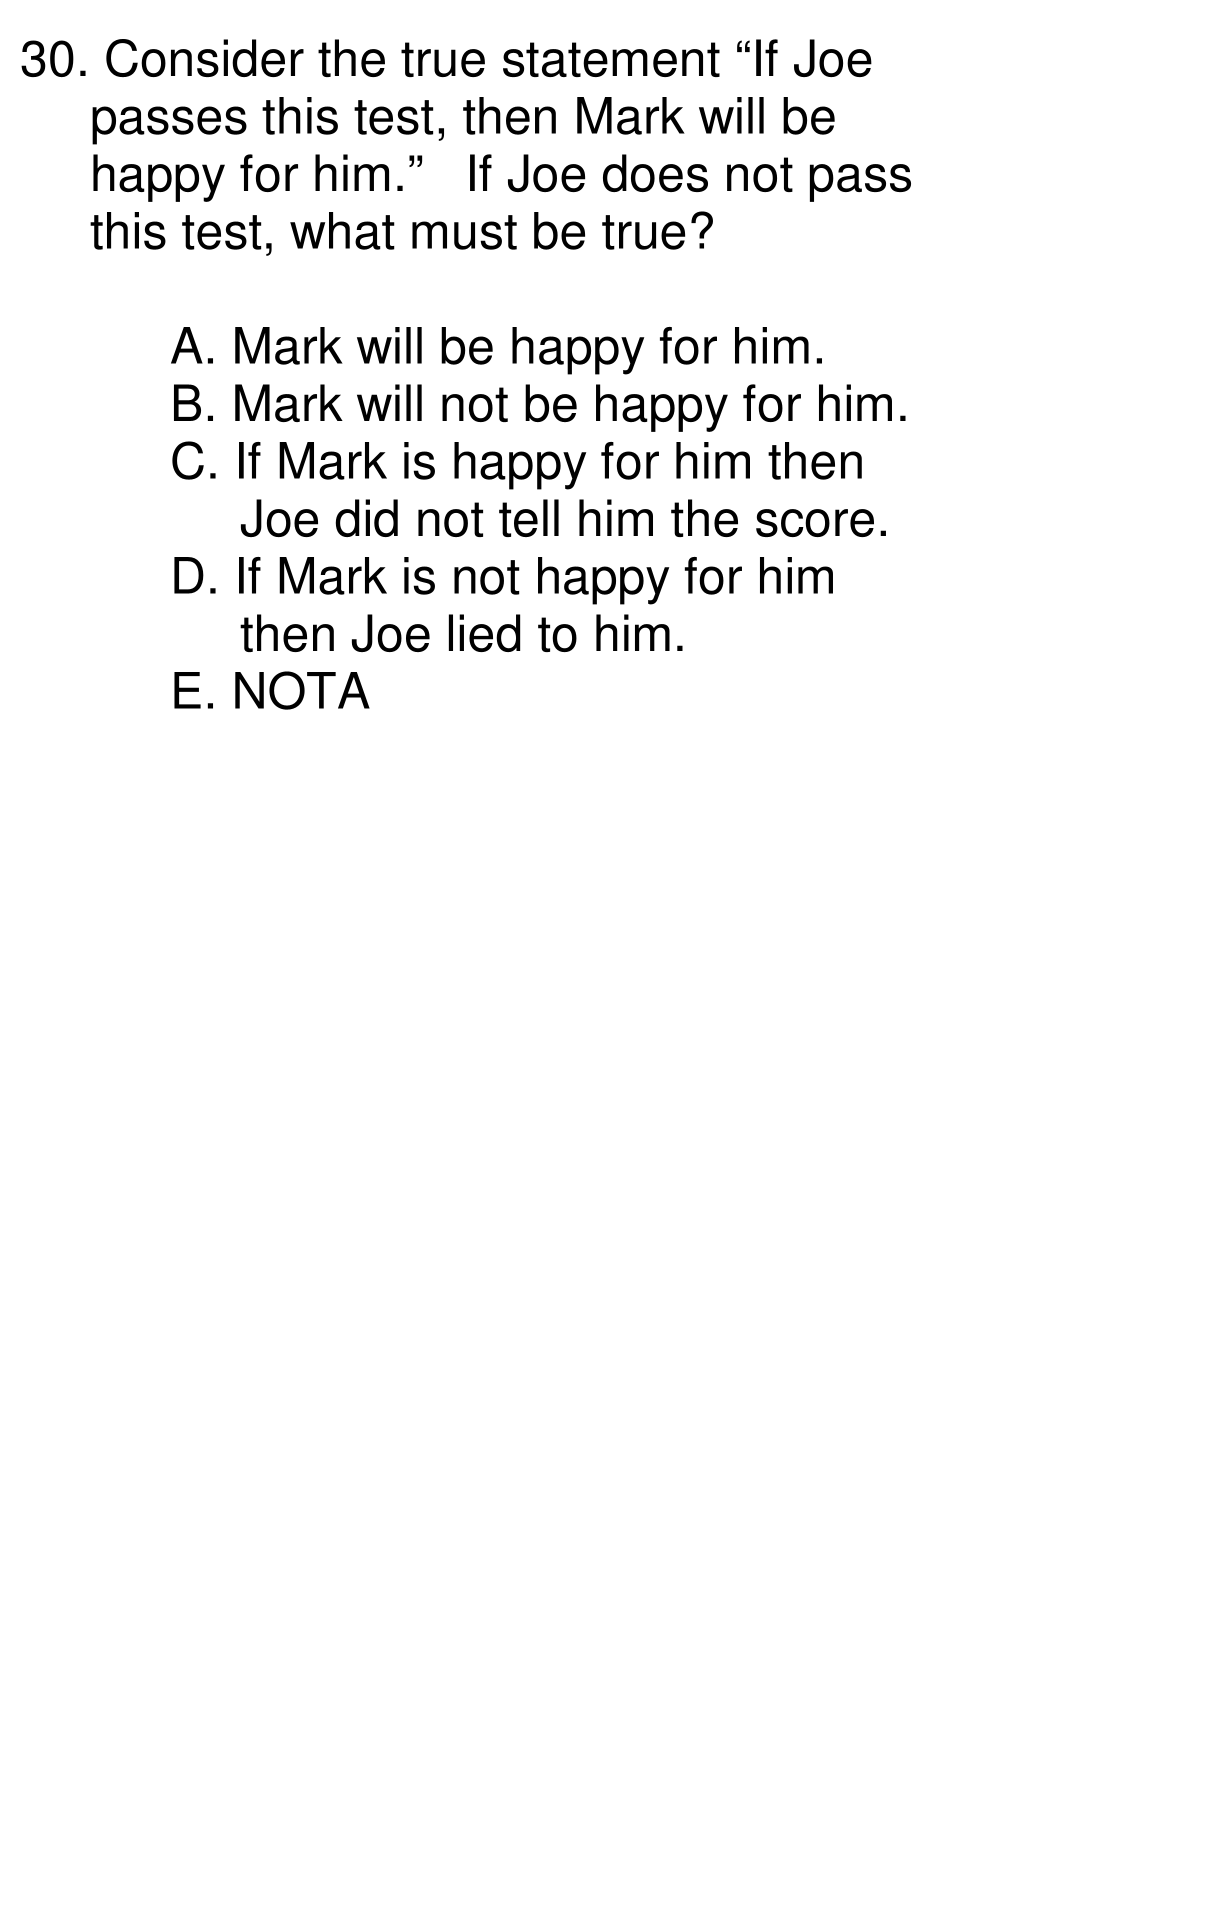 30. Consider the true statement “If Joe
passes this test, then Mark will be
happy for him.”   If Joe does not pass
this test, what must be true?
A. Mark will be happy for him.
B. Mark will not be happy for him.
C. If Mark is happy for him then
Joe did not tell him the score.
D. If Mark is not happy for him
then Joe lied to him.
E. NOTA